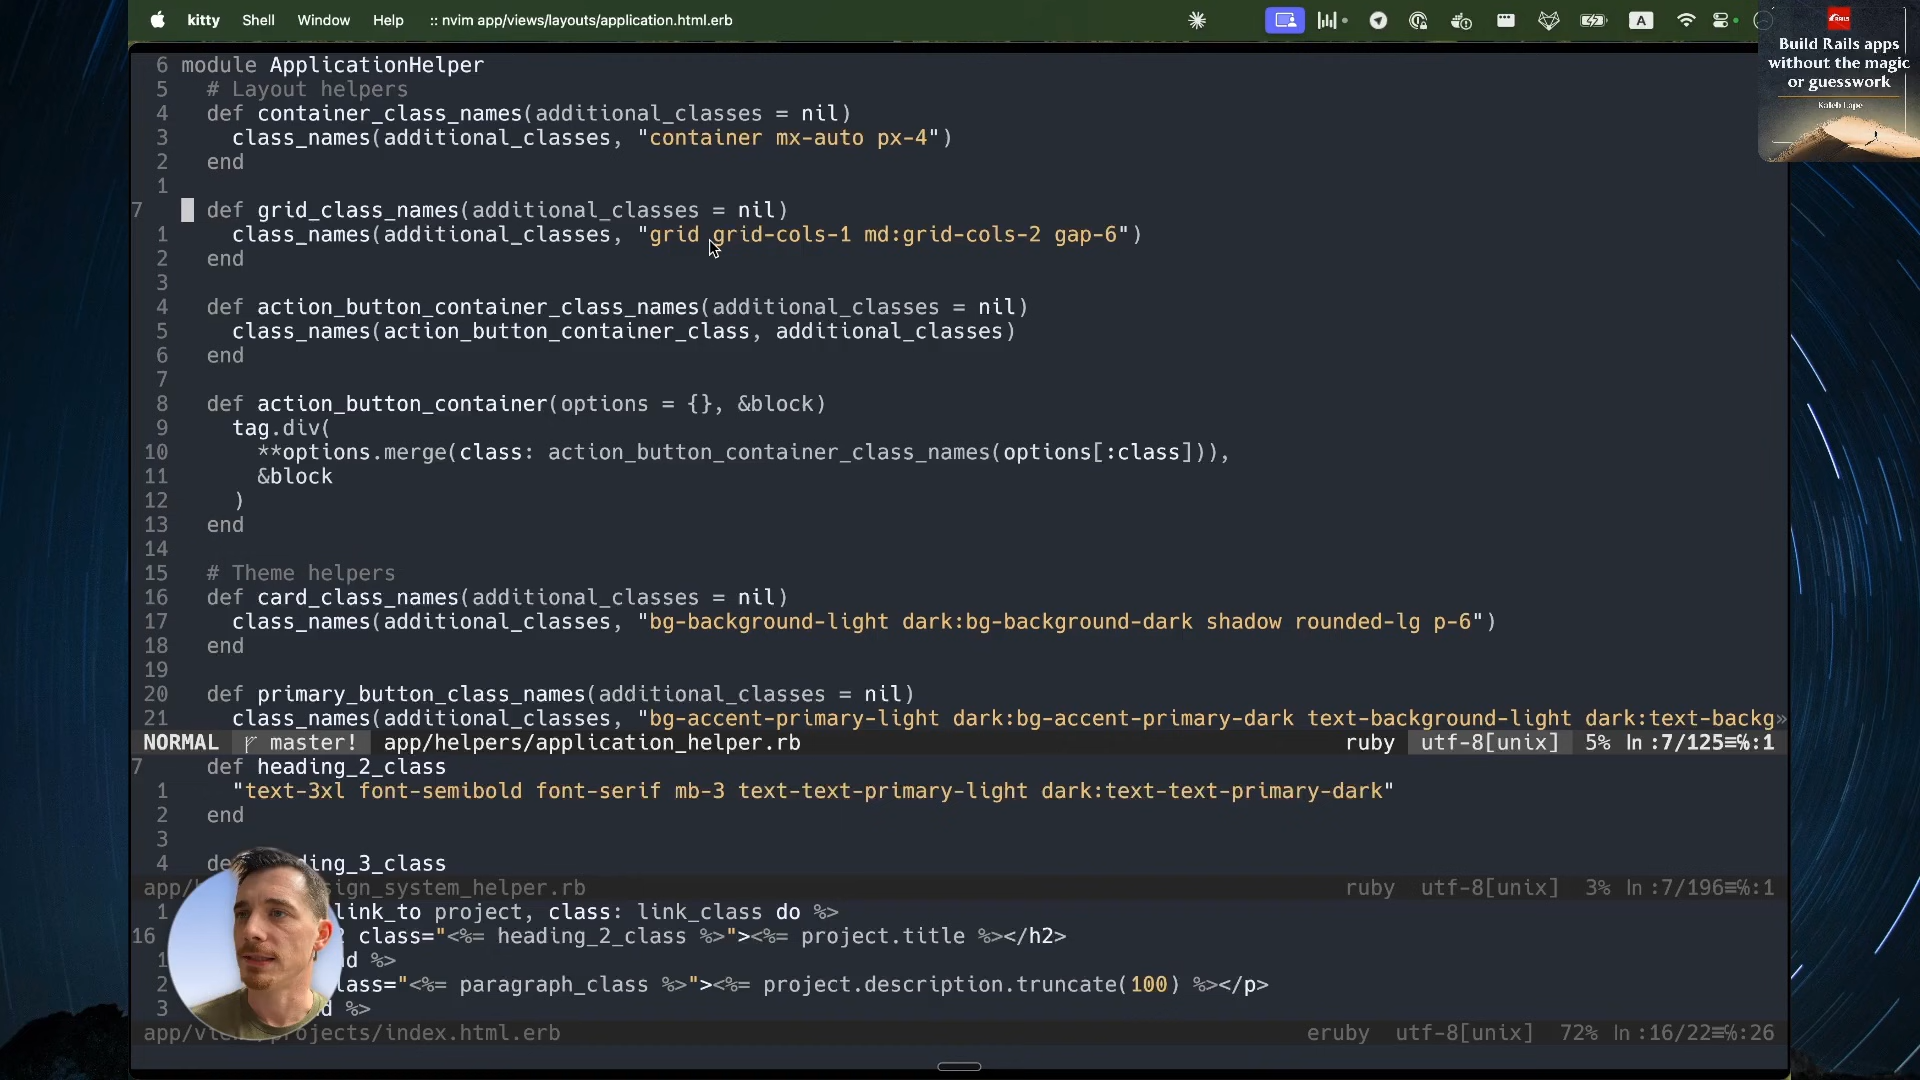 kitty Shell Window Help :: nvim app/views/layouts/application.html.erb A
RAILS
Build Rails apps
without the magic
or guesswork
Kaleb Lape
6 module ApplicationHelper
5 # Layout helpers
4 def container_class_names(additional_classes = nil)
3 class_names(additional_classes, "container mx-auto px-4")
2 end
1
7 def grid_class_names(additional_classes = nil)
1 class_names(additional_classes, "grid grid-cols-1 md:grid-cols-2 gap-6")
2 end
3
4 def action_button_container_class_names(additional_classes = nil)
5 class_names(action_button_container_class, additional_classes)
6 end
7
8 def action_button_container(options = {}, &block)
9 tag.div(
10 **options.merge(class: action_button_container_class_names(options[:class])),
11 &block
12 )
13 end
14
15 # Theme helpers
16 def card_class_names(additional_classes = nil)
17 class_names(additional_classes, "bg-background-light dark:bg-background-dark shadow rounded-lg p-6")
18 end
19
20 def primary_button_class_names(additional_classes = nil)
21 class_names(additional_classes, "bg-accent-primary-light dark:bg-accent-primary-dark text-background-light dark:text-backg»
NORMAL master! app/helpers/application_helper.rb ruby utf-8[unix] 5% ln :7/125≡℅:1
7 def heading_2_class
1 "text-3xl font-semibold font-serif mb-3 text-text-primary-light dark:text-text-primary-dark"
2 end
3
4 de ding_3_class
app/ sign_system_helper.rb ruby utf-8[unix] 3% ln :7/196≡℅:1
1 link_to project, class: link_class do %>
16 2 class="<%= heading_2_class %>"><%= project.title %></h2>
1 d %>
2 lass="<%= paragraph_class %>"><%= project.description.truncate(100) %></p>
3 d %>
app/vi ojects/index.html.erb eruby utf-8[unix] 72% ln :16/22≡℅:26